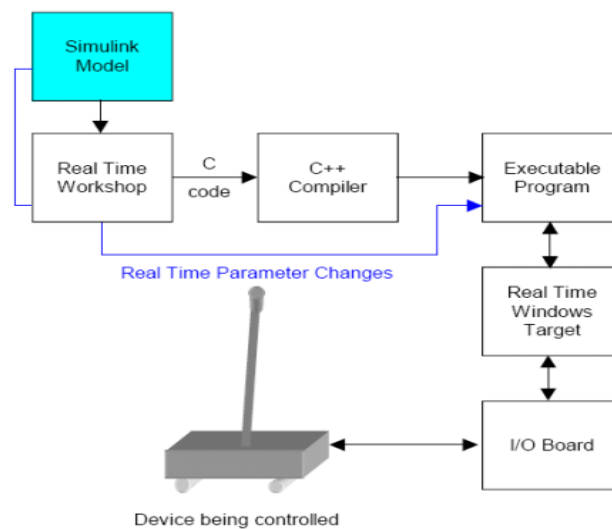 Simulink
Model
Real Time
Workshop
C
code
C++
Compiler
Executable
Program
Real Time Parameter Changes
Real Time
Windows
Target
I/O Board
Device being controlled